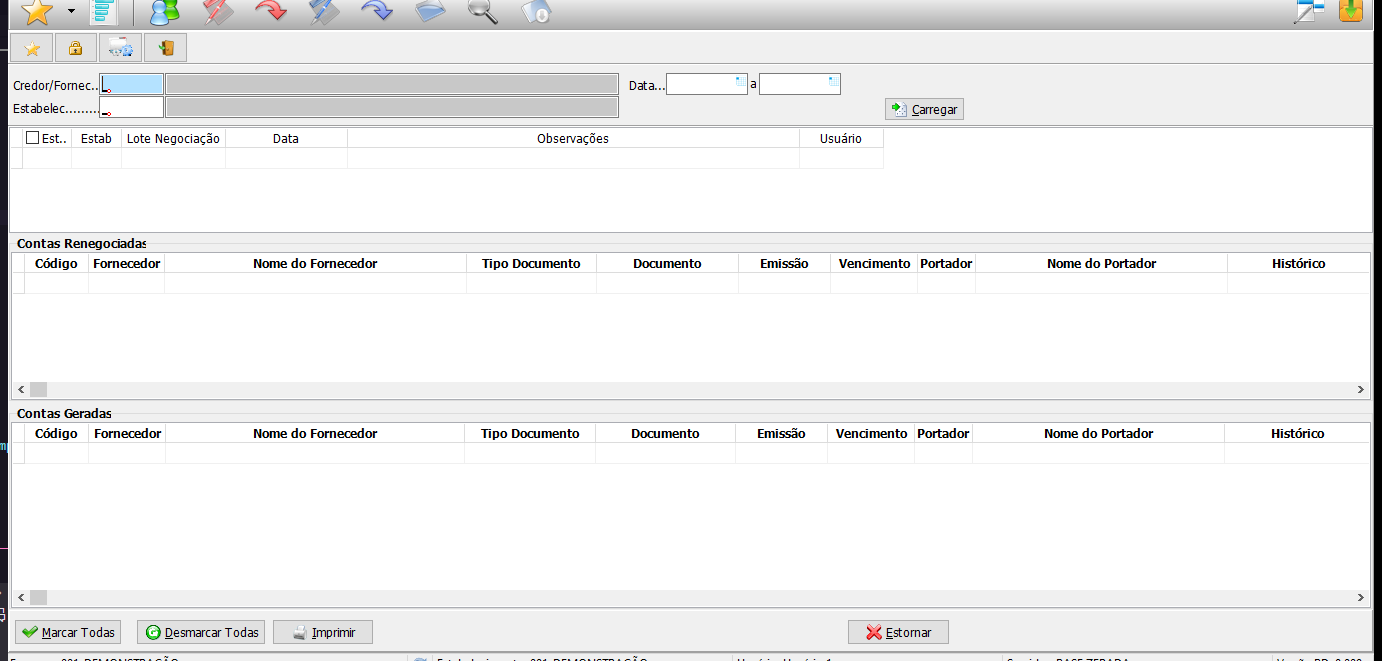 Credor/Fornec.. Data... a
Estabelec......... Carregar
Est.. Estab Lote Negociação Data Observações Usuário
Contas Renegociadas
Código Fornecedor Nome do Fornecedor Tipo Documento Documento Emissão Vencimento Portador Nome do Portador Histórico
Contas Geradas
Código Fornecedor Nome do Fornecedor Tipo Documento Documento Emissão Vencimento Portador Nome do Portador Histórico
Marcar Todas Desmarcar Todas Imprimir Estornar